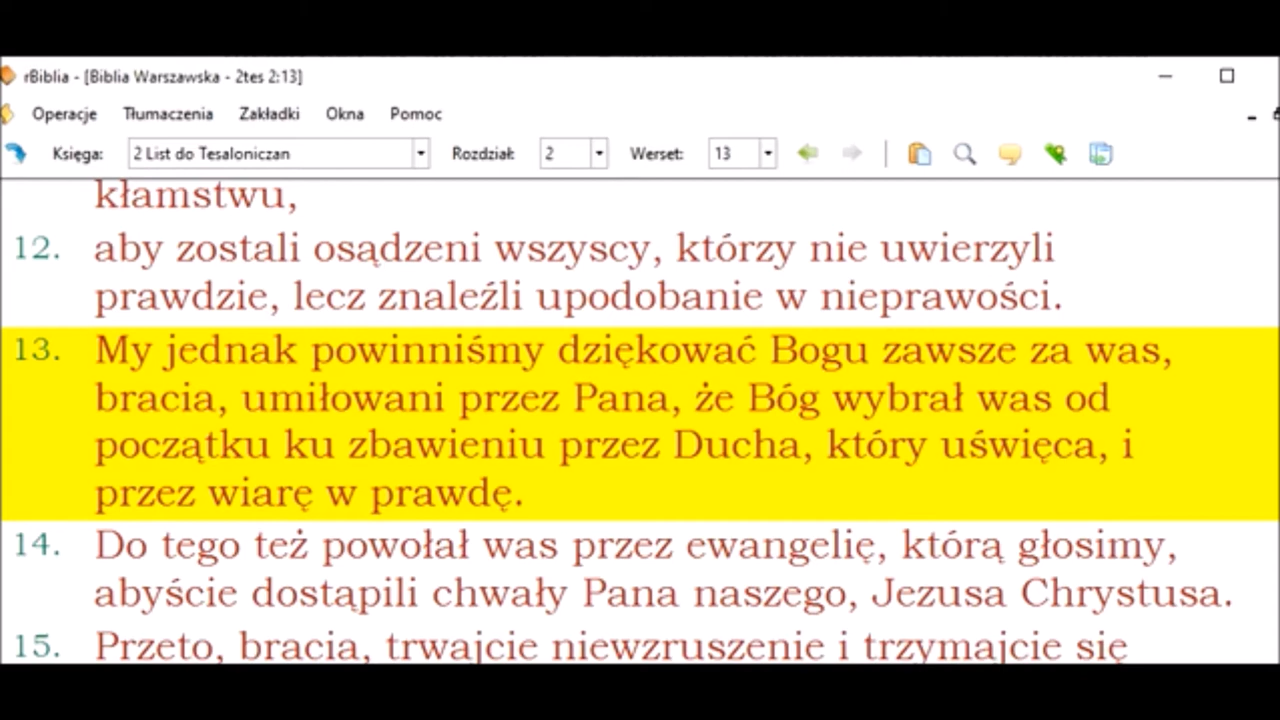 rBiblia - [Biblia Warszawska - 2tes 2:13]
Operacje Tłumaczenia Zakładki Okna Pomoc
Księga: 2 List do Tesaloniczan Rozdział: 2 Werset: 13
kłamstwu,
12. aby zostali osądzeni wszyscy, którzy nie uwierzyli
prawdzie, lecz znaleźli upodobanie w nieprawości.
13. My jednak powinniśmy dziękować Bogu zawsze za was,
bracia, umiłowani przez Pana, że Bóg wybrał was od
początku ku zbawieniu przez Ducha, który uświęca, i
przez wiarę w prawdę.
14. Do tego też powołał was przez ewangelię, którą głosimy,
abyście dostąpili chwały Pana naszego, Jezusa Chrystusa.
15. Przeto, bracia, trwajcie niewzruszenie i trzymajcie się